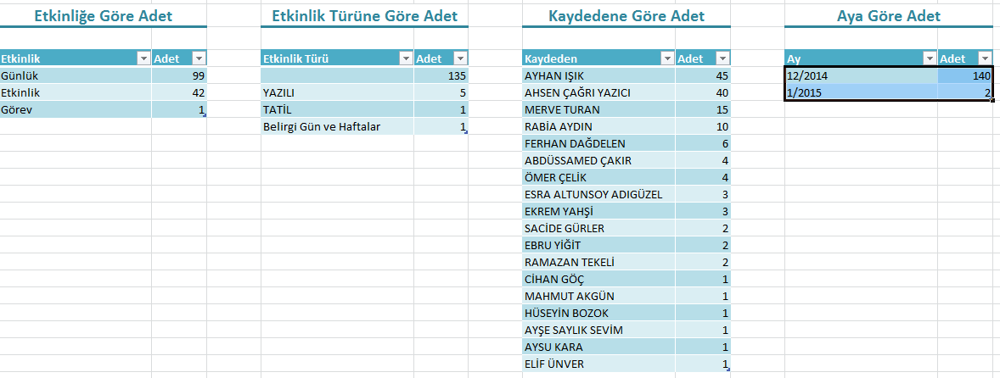 Etkinliğe Göre Adet
Etkinlik Adet
Günlük 99
Etkinlik 42
Görev 1
Etkinlik Türüne Göre Adet
Etkinlik Türü Adet
135
YAZILI 5
TATİL 1
Belirgi Gün ve Haftalar 1
Kaydedene Göre Adet
Kaydeden Adet
AYHAN IŞIK 45
AHSEN ÇAĞRI YAZICI 40
MERVE TURAN 15
RABİA AYDIN 10
FERHAN DAĞDELEN 6
ABDÜSSAMED ÇAKIR 4
ÖMER ÇELİK 4
ESRA ALTUNSOY ADIGÜZEL 3
EKREM YAHŞİ 3
SACİDE GÜRLER 2
EBRU YİĞİT 2
RAMAZAN TEKELİ 2
CİHAN GÖÇ 1
MAHMUT AKGÜN 1
HÜSEYİN BOZOK 1
AYŞE SAYLIK SEVİM 1
AYSU KARA 1
ELİF ÜNVER 1
Aya Göre Adet
Ay Adet
12/2014 140
1/2015 2